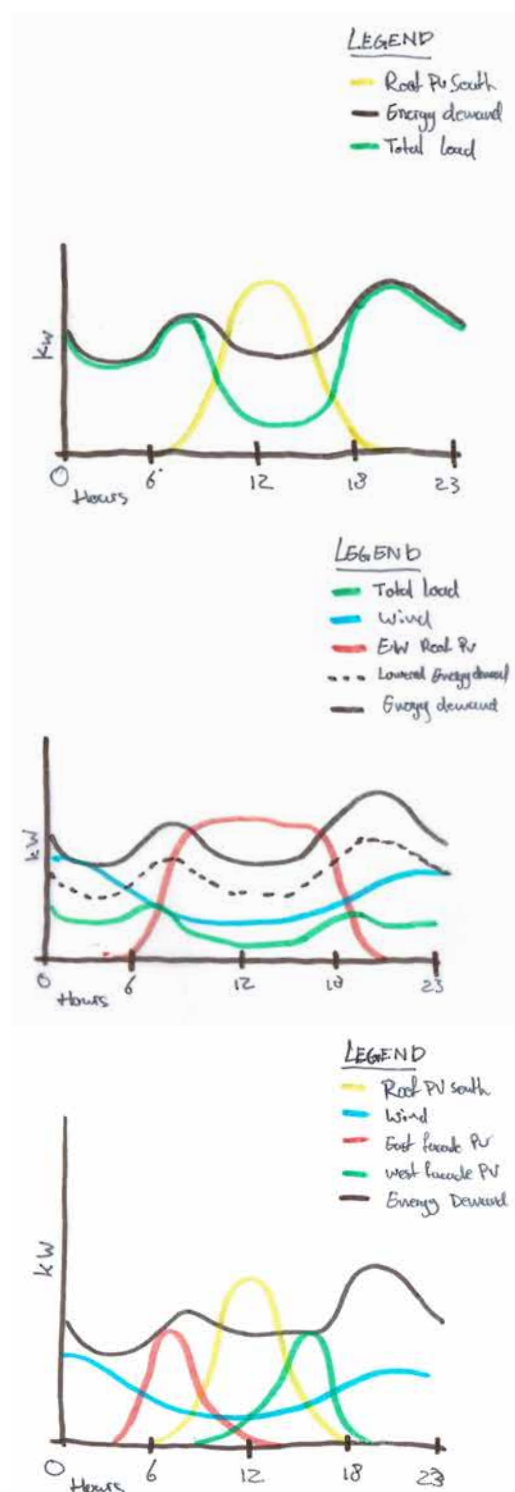 LEGEND
Roof PV South
Energy demand
Total load
kW
0
6
12
18
23
Hours
LEGEND
Total load
Wind
E/W Roof PV
Lowered Energy demand
Energy demand
kW
0
6
12
18
23
Hours
LEGEND
Roof PV south
Wind
East facade PV
West facade PV
Energy Demand
kW
0
6
12
18
23
Hours